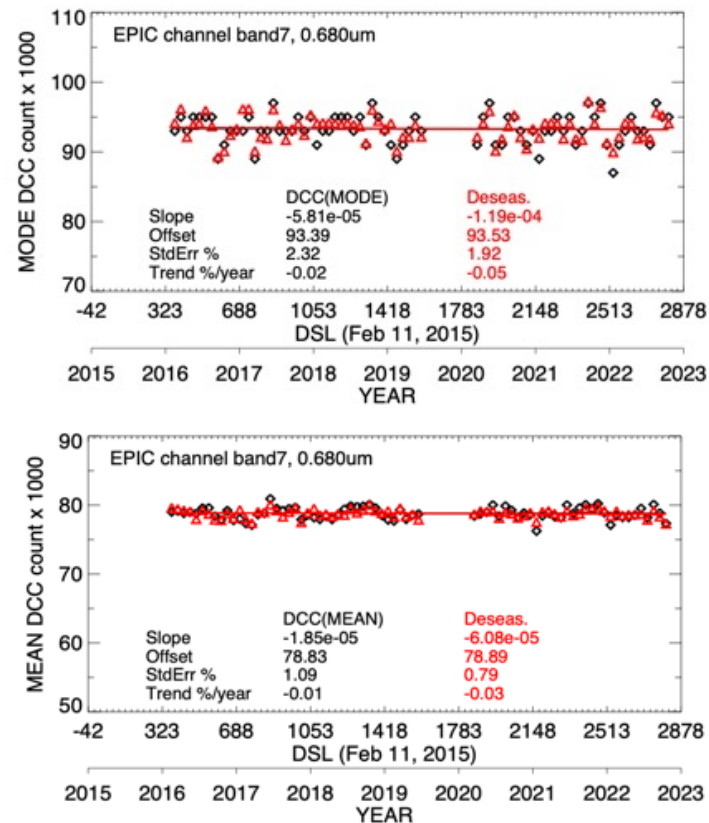 110
EPIC channel band7, 0.680um
100
90
80
70
MODE DCC count x 1000
DCC(MODE) Deseas.
Slope -5.81e-05 -1.19e-04
Offset 93.39 93.53
StdErr % 2.32 1.92
Trend %/year -0.02 -0.05
-42 323 688 1053 1418 1783 2148 2513 2878
DSL (Feb 11, 2015)
2015 2016 2017 2018 2019 2020 2021 2022 2023
YEAR
90
EPIC channel band7, 0.680um
80
70
60
50
MEAN DCC count x 1000
DCC(MEAN) Deseas.
Slope -1.85e-05 -6.08e-05
Offset 78.83 78.89
StdErr % 1.09 0.79
Trend %/year -0.01 -0.03
-42 323 688 1053 1418 1783 2148 2513 2878
DSL (Feb 11, 2015)
2015 2016 2017 2018 2019 2020 2021 2022 2023
YEAR